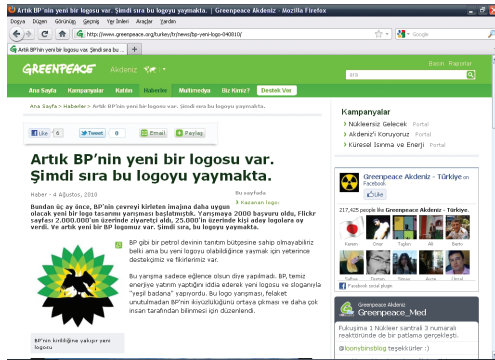 Artık BP'nin yeni bir logosu var. Şimdi sıra bu logoyu yaymakta. | Greenpeace Akdeniz - Mozilla Firefox
Dosya Düzen Görünüm Geçmiş Yer İmleri Araçlar Yardım
http://www.greenpeace.org/turkey/tr/news/bp-yeni-logo-040810/
Google
Artık BP'nin yeni bir logosu var. Şimdi sıra bu ...
GREENPEACE Akdeniz
Basın Raporlar
ara
Ana Sayfa Kampanyalar Katılın Haberler Multimedya Biz Kimiz? Destek Ver
Ana Sayfa > Haberler > Artık BP'nin yeni bir logosu var. Şimdi sıra bu logoyu yaymakta.
Like 6 Tweet 0 Email Paylaş
Artık BP'nin yeni bir logosu var.
Şimdi sıra bu logoyu yaymakta.
Haber - 4 Ağustos, 2010
Bu sayfada
> Kazanan logo:
Bundan üç ay önce, BP'nin çevreyi kirleten imajına daha uygun
olacak yeni bir logo tasarımı yarışması başlatmıştık. Yarışmaya 2000 başvuru oldu, Flickr
sayfası 2.000.000'un üzerinde ziyaretçi aldı, 25.000'in üzerinde kişi aday logolara oy
verdi. Ve artık yeni bir BP logomuz var. Şimdi sıra, bu logoyu yaymakta.
BP gibi bir petrol devinin tanıtım bütçesine sahip olmayabiliriz
belki ama bu yeni logoyu olabildiğince yaymak için yeterince
destekçimiz ve fikirlerimiz var.
Bu yarışma sadece eğlence olsun diye yapılmadı. BP, temiz
enerjiye yatırım yaptığını iddia ederek yeni logosu ve sloganıyla
"yeşil badana" yapıyordu. Bu logo yarışması, felaket
unutulmadan BP'nin ikiyüzlülüğünü ortaya çıkması ve daha çok
insan tarafından bilinmesi için düzenlendi.
BP'nin kirliliğine yakışır yeni
logosu
Kampanyalar
> Nükleersiz Gelecek Portal
> Akdeniz'i Koruyoruz Portal
> Küresel Isınma ve Enerji Portal
Greenpeace Akdeniz - Türkiye on
Facebook
Like
217,425 people like Greenpeace Akdeniz - Türkiye.
Kerem Oner Taçkın Ali Beris
Facebook social plugin
Greenpeace Akdeniz
Greenpeace_Med
Fukuşima 1 Nükleer santrali 3 numaralı
reaktöründe de bir patlama gerçekleşti.
@loonybinsblog teşekkürler :)